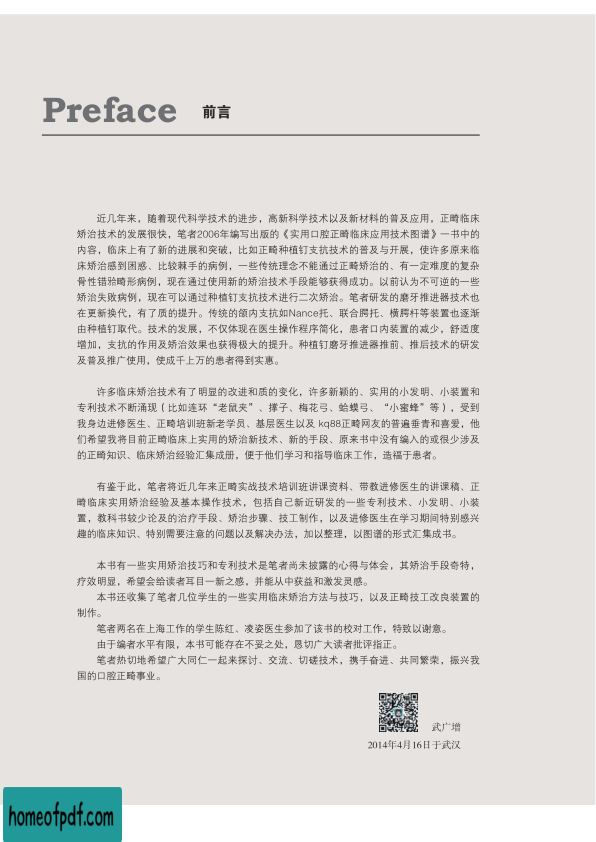 Preface 前言
近几年来，随着现代科学技术的进步，高新科学技术以及新材料的普及应用，正畸临床
矫治技术的发展很快，笔者2006年编写出版的《实用口腔正畸临床应用技术图谱》一书中的
内容，临床上有了新的进展和突破，比如正畸种植钉支抗技术的普及与开展，使许多原来临
床矫治感到困惑、比较棘手的病例，一些传统理念不能通过正畸矫治的、有一定难度的复杂
骨性错𬌗畸形病例，现在通过使用新的矫治技术手段能够获得成功。以前认为不可逆的一些
矫治失败病例，现在可以通过种植钉支抗技术进行二次矫治。笔者研发的磨牙推进器技术也
在更新换代，有了质的提升。传统的颌内支抗如Nance托、联合腭托、横腭杆等装置也逐渐
由种植钉取代。技术的发展，不仅体现在医生操作程序简化，患者口内装置的减少，舒适度
增加，支抗的作用及矫治效果也获得极大的提升。种植钉磨牙推进器推前、推后技术的研发
及普及推广使用，使成千上万的患者得到实惠。
许多临床矫治技术有了明显的改进和质的变化，许多新颖的、实用的小发明、小装置和
专利技术不断涌现（比如连环“老鼠夹”、撑子、梅花弓、蛤蟆弓、“小蜜蜂”等），受到
我身边进修医生、正畸培训班新老学员、基层医生以及 kq88正畸网友的普遍垂青和喜爱，他
们希望我将目前正畸临床上实用的矫治新技术、新的手段、原来书中没有编入的或很少涉及
的正畸知识、临床矫治经验汇集成册，便于他们学习和指导临床工作，造福于患者。
有鉴于此，笔者将近几年来正畸实战技术培训班讲课资料、带教进修医生的讲课稿、正
畸临床实用矫治经验及基本操作技术，包括自己新近研发的一些专利技术、小发明、小装
置，教科书较少论及的治疗手段、矫治步骤、技工制作，以及进修医生在学习期间特别感兴
趣的临床知识、特别需要注意的问题以及解决办法，加以整理，以图谱的形式汇集成书。
本书有一些实用矫治技巧和专利技术是笔者尚未披露的心得与体会，其矫治手段奇特，
疗效明显，希望会给读者耳目一新之感，并能从中获益和激发灵感。
本书还收集了笔者几位学生的一些实用临床矫治方法与技巧，以及正畸技工改良装置的
制作。
笔者两名在上海工作的学生陈红、凌姿医生参加了该书的校对工作，特致以谢意。
由于编者水平有限，本书可能存在不妥之处，恳切广大读者批评指正。
笔者热切地希望广大同仁一起来探讨、交流、切磋技术，携手奋进、共同繁荣，振兴我
国的口腔正畸事业。
武广增
2014年4月16日于武汉
homeofpdf.com